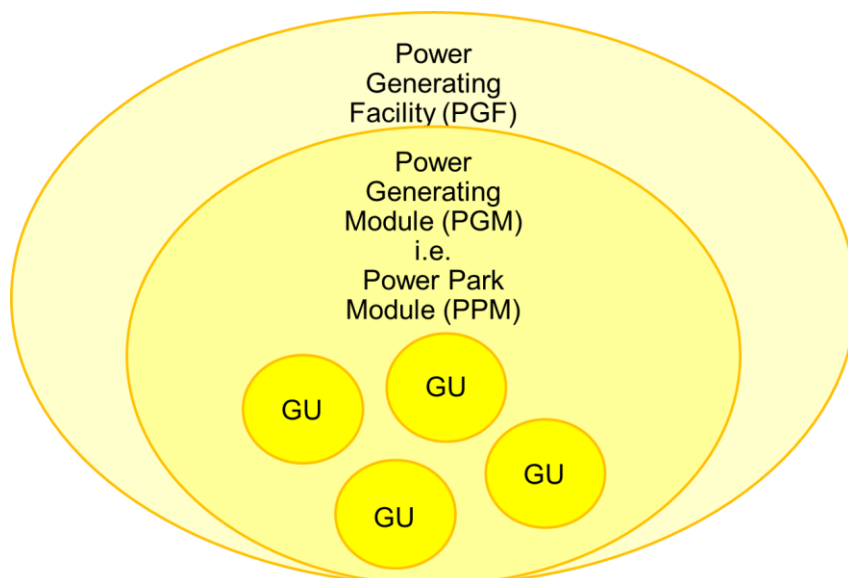 Power
Generating
Facility (PGF)
Power
Generating
Module (PGM)
i.e.
Power Park
Module (PPM)
GU
GU
GU
GU